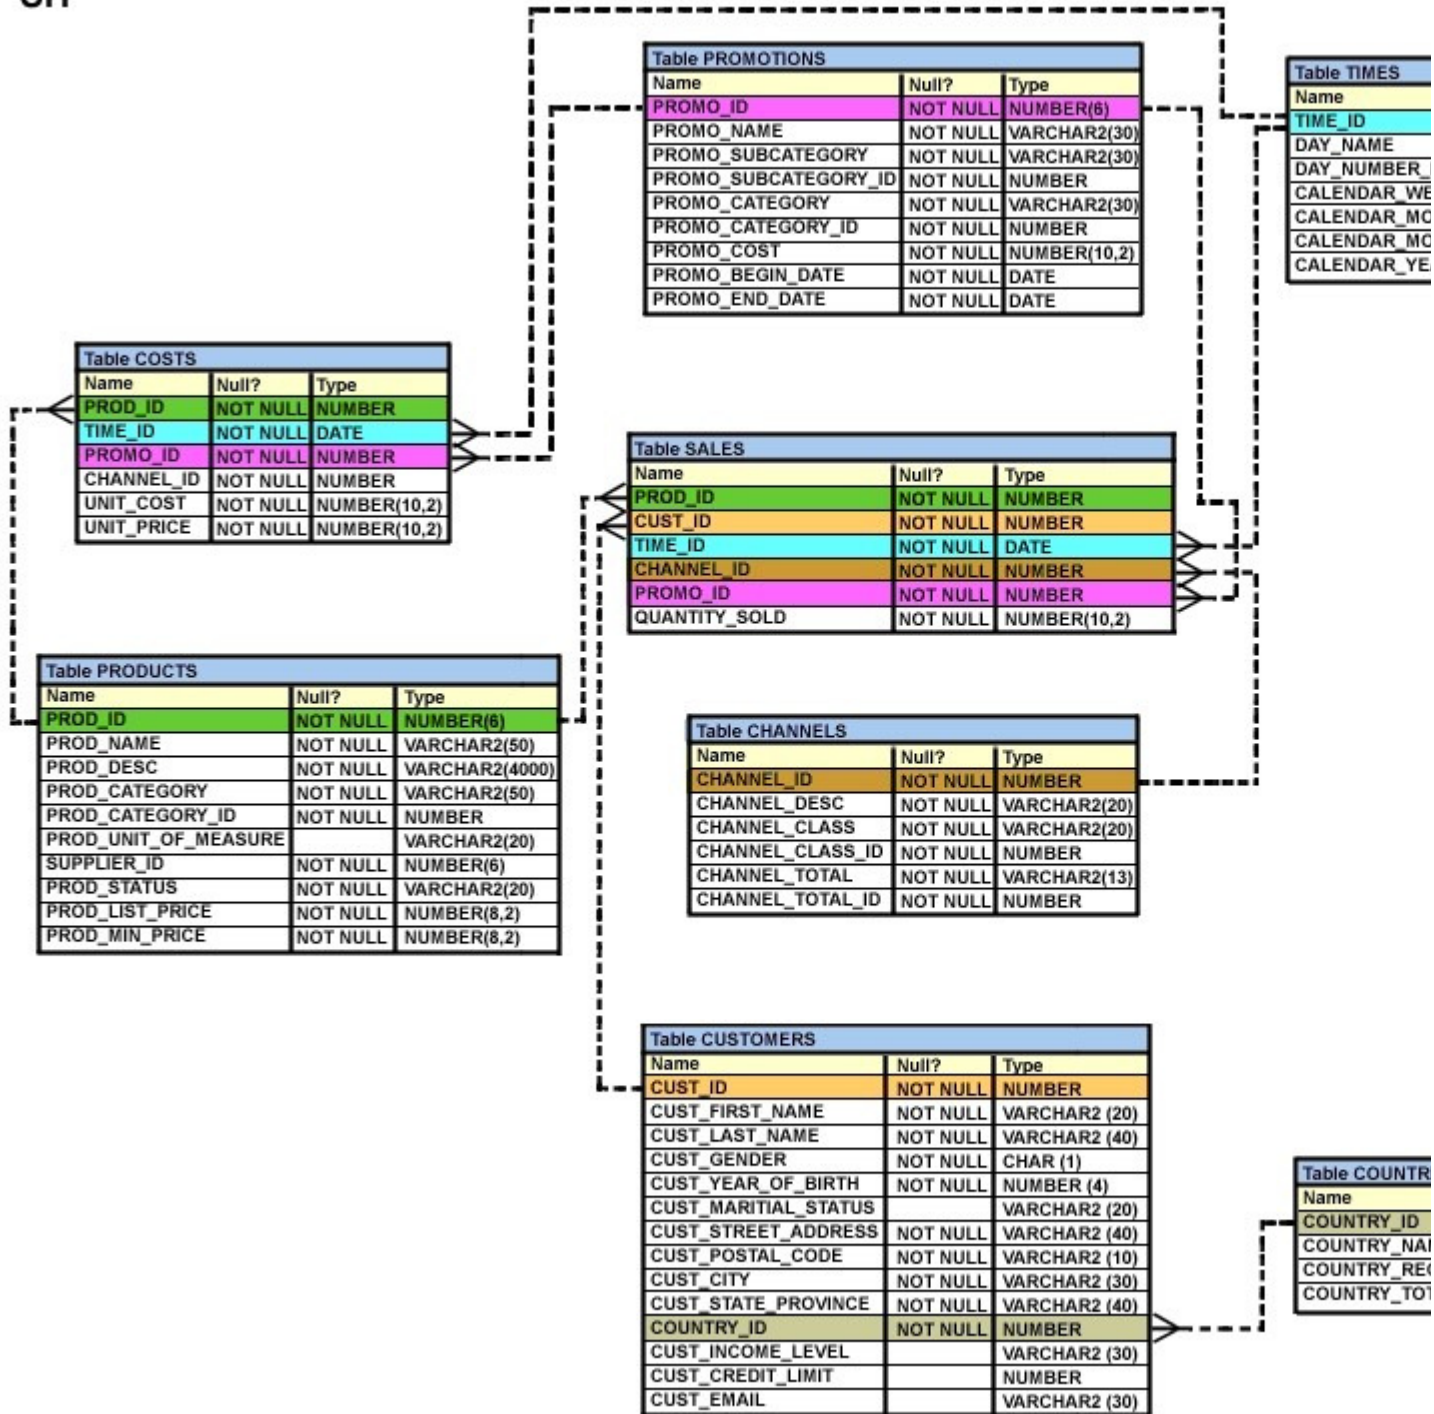 SH
Table PROMOTIONS
Name Null? Type
PROMO_ID NOT NULL NUMBER(6)
PROMO_NAME NOT NULL VARCHAR2(30)
PROMO_SUBCATEGORY NOT NULL VARCHAR2(30)
PROMO_SUBCATEGORY_ID NOT NULL NUMBER
PROMO_CATEGORY NOT NULL VARCHAR2(30)
PROMO_CATEGORY_ID NOT NULL NUMBER
PROMO_COST NOT NULL NUMBER(10,2)
PROMO_BEGIN_DATE NOT NULL DATE
PROMO_END_DATE NOT NULL DATE
Table TIMES
Name
TIME_ID
DAY_NAME
DAY_NUMBER_
CALENDAR_WE
CALENDAR_MO
CALENDAR_MO
CALENDAR_YE
Table COSTS
Name Null? Type
PROD_ID NOT NULL NUMBER
TIME_ID NOT NULL DATE
PROMO_ID NOT NULL NUMBER
CHANNEL_ID NOT NULL NUMBER
UNIT_COST NOT NULL NUMBER(10,2)
UNIT_PRICE NOT NULL NUMBER(10,2)
Table SALES
Name Null? Type
PROD_ID NOT NULL NUMBER
CUST_ID NOT NULL NUMBER
TIME_ID NOT NULL DATE
CHANNEL_ID NOT NULL NUMBER
PROMO_ID NOT NULL NUMBER
QUANTITY_SOLD NOT NULL NUMBER(10,2)
Table PRODUCTS
Name Null? Type
PROD_ID NOT NULL NUMBER(6)
PROD_NAME NOT NULL VARCHAR2(50)
PROD_DESC NOT NULL VARCHAR2(4000)
PROD_CATEGORY NOT NULL VARCHAR2(50)
PROD_CATEGORY_ID NOT NULL NUMBER
PROD_UNIT_OF_MEASURE VARCHAR2(20)
SUPPLIER_ID NOT NULL NUMBER(6)
PROD_STATUS NOT NULL VARCHAR2(20)
PROD_LIST_PRICE NOT NULL NUMBER(8,2)
PROD_MIN_PRICE NOT NULL NUMBER(8,2)
Table CHANNELS
Name Null? Type
CHANNEL_ID NOT NULL NUMBER
CHANNEL_DESC NOT NULL VARCHAR2(20)
CHANNEL_CLASS NOT NULL VARCHAR2(20)
CHANNEL_CLASS_ID NOT NULL NUMBER
CHANNEL_TOTAL NOT NULL VARCHAR2(13)
CHANNEL_TOTAL_ID NOT NULL NUMBER
Table CUSTOMERS
Name Null? Type
CUST_ID NOT NULL NUMBER
CUST_FIRST_NAME NOT NULL VARCHAR2 (20)
CUST_LAST_NAME NOT NULL VARCHAR2 (40)
CUST_GENDER NOT NULL CHAR (1)
CUST_YEAR_OF_BIRTH NOT NULL NUMBER (4)
CUST_MARITIAL_STATUS VARCHAR2 (20)
CUST_STREET_ADDRESS NOT NULL VARCHAR2 (40)
CUST_POSTAL_CODE NOT NULL VARCHAR2 (10)
CUST_CITY NOT NULL VARCHAR2 (30)
CUST_STATE_PROVINCE NOT NULL VARCHAR2 (40)
COUNTRY_ID NOT NULL NUMBER
CUST_INCOME_LEVEL VARCHAR2 (30)
CUST_CREDIT_LIMIT NUMBER
CUST_EMAIL VARCHAR2 (30)
Table COUNTR
Name
COUNTRY_ID
COUNTRY_NA
COUNTRY_RE
COUNTRY_TO